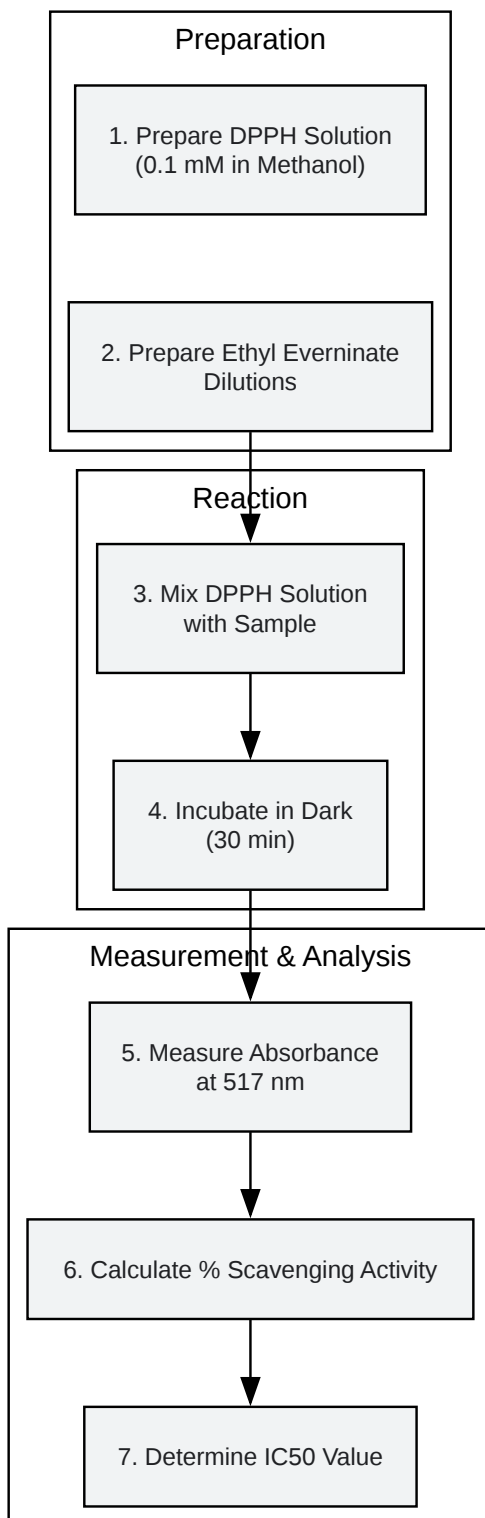 Preparation
1. Prepare DPPH Solution
(0.1 mM in Methanol)
2. Prepare Ethyl Everninate
Dilutions
Reaction
3. Mix DPPH Solution
with Sample
4. Incubate in Dark
(30 min)
Measurement & Analysis
5. Measure Absorbance
at 517 nm
6. Calculate % Scavenging Activity
7. Determine IC50 Value